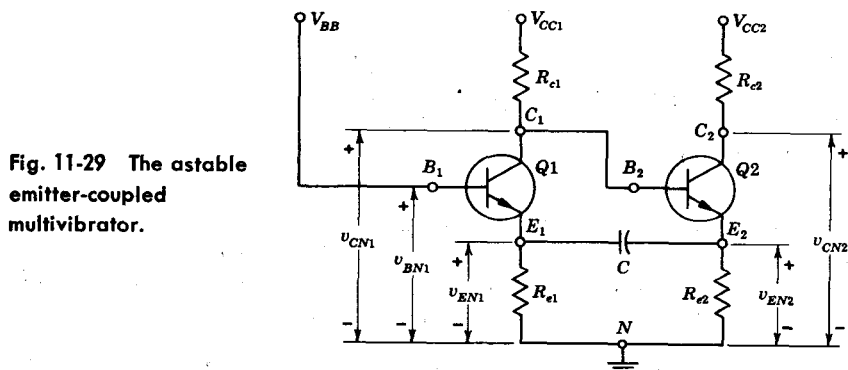 Fig. 11-29 The astable
emitter-coupled
multivibrator.
V_BB
V_CC1
V_CC2
R_c1
R_c2
C_1
C_2
B_1
Q1
B_2
Q2
E_1
E_2
C
v_CN1
v_BN1
v_EN1
R_e1
R_e2
v_EN2
v_CN2
N